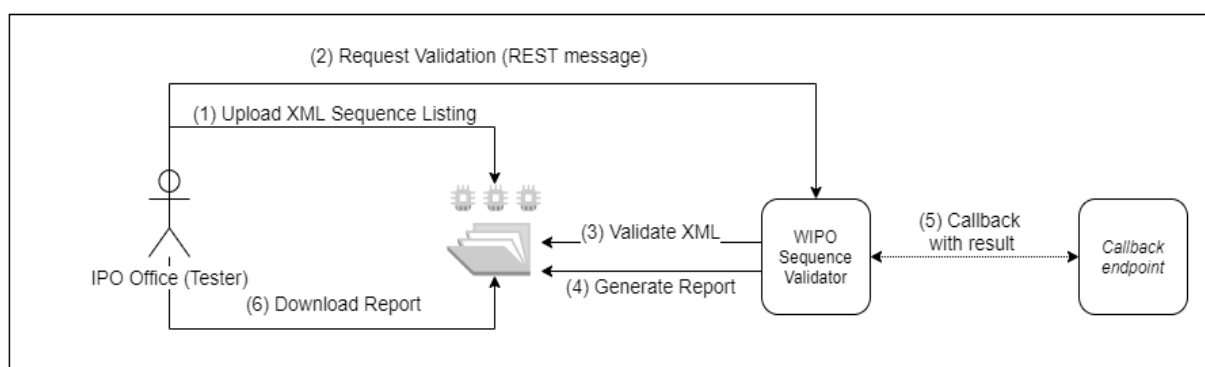 (2) Request Validation (REST message)
(1) Upload XML Sequence Listing
(3) Validate XML
WIPO
Sequence
Validator
(5) Callback
with result
Callback
endpoint
IPO Office (Tester)
(4) Generate Report
(6) Download Report